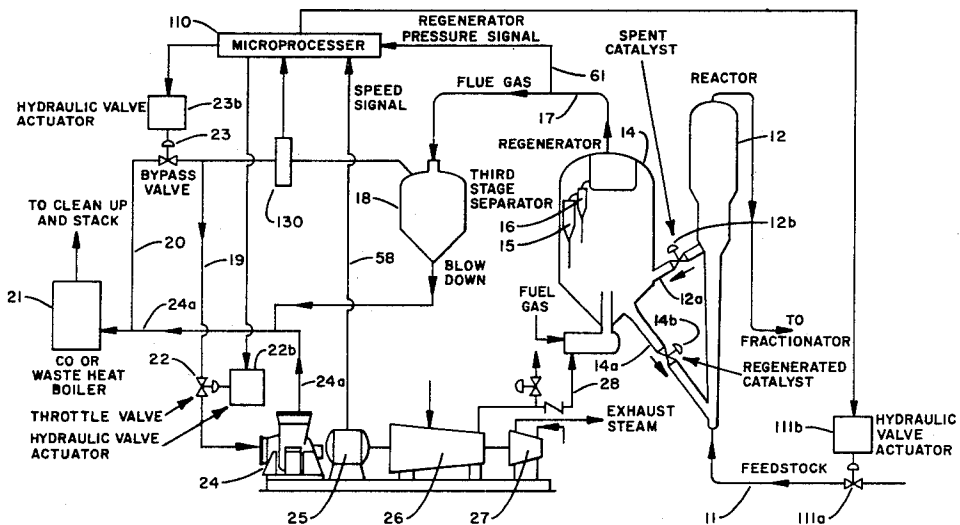 110
MICROPROCESSER
REGENERATOR
PRESSURE SIGNAL
SPENT
CATALYST
REACTOR
61
FLUE GAS
17
SPEED
SIGNAL
HYDRAULIC VALVE
ACTUATOR
23b
23
BYPASS
VALVE
130
REGENERATOR
14
12
18
THIRD
STAGE
SEPARATOR
16
15
12b
12a
TO CLEAN UP
AND STACK
20
19
58
BLOW
DOWN
21
24a
FUEL
GAS
14b
TO
FRACTIONATOR
CO OR
WASTE HEAT
BOILER
22
22b
24a
14a
REGENERATED
CATALYST
28
THROTTLE VALVE
HYDRAULIC VALVE
ACTUATOR
EXHAUST
STEAM
111b
HYDRAULIC
VALVE
ACTUATOR
24
25
26
27
FEEDSTOCK
11
111a